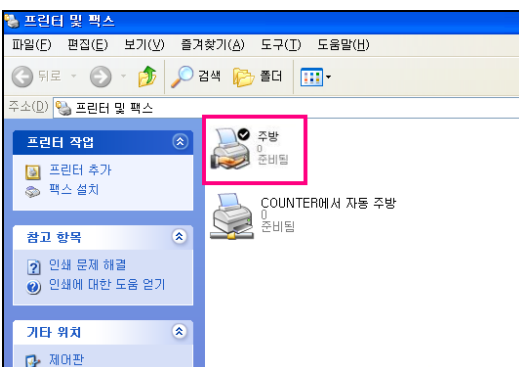 프린터 및 팩스
파일(F) 편집(E) 보기(V) 즐겨찾기(A) 도구(T) 도움말(H)
뒤로 검색 폴더
주소(D) 프린터 및 팩스
프린터 작업
프린터 추가
팩스 설치
참고 항목
인쇄 문제 해결
인쇄에 대한 도움 얻기
기타 위치
제어판
주방
0
준비됨
COUNTER에서 자동 주방
0
준비됨